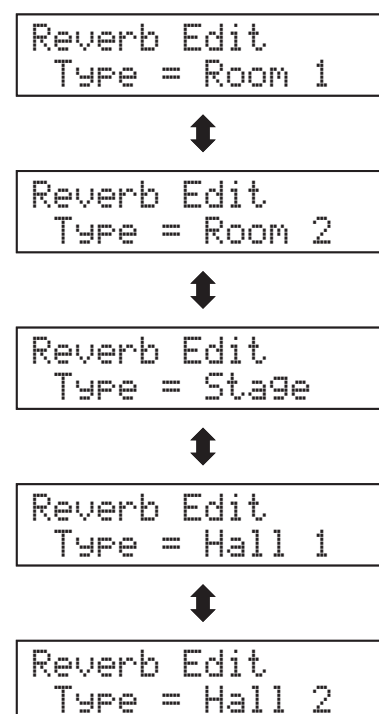 Reverb Edit
Type = Room 1
Reverb Edit
Type = Room 2
Reverb Edit
Type = Stage
Reverb Edit
Type = Hall 1
Reverb Edit
Type = Hall 2